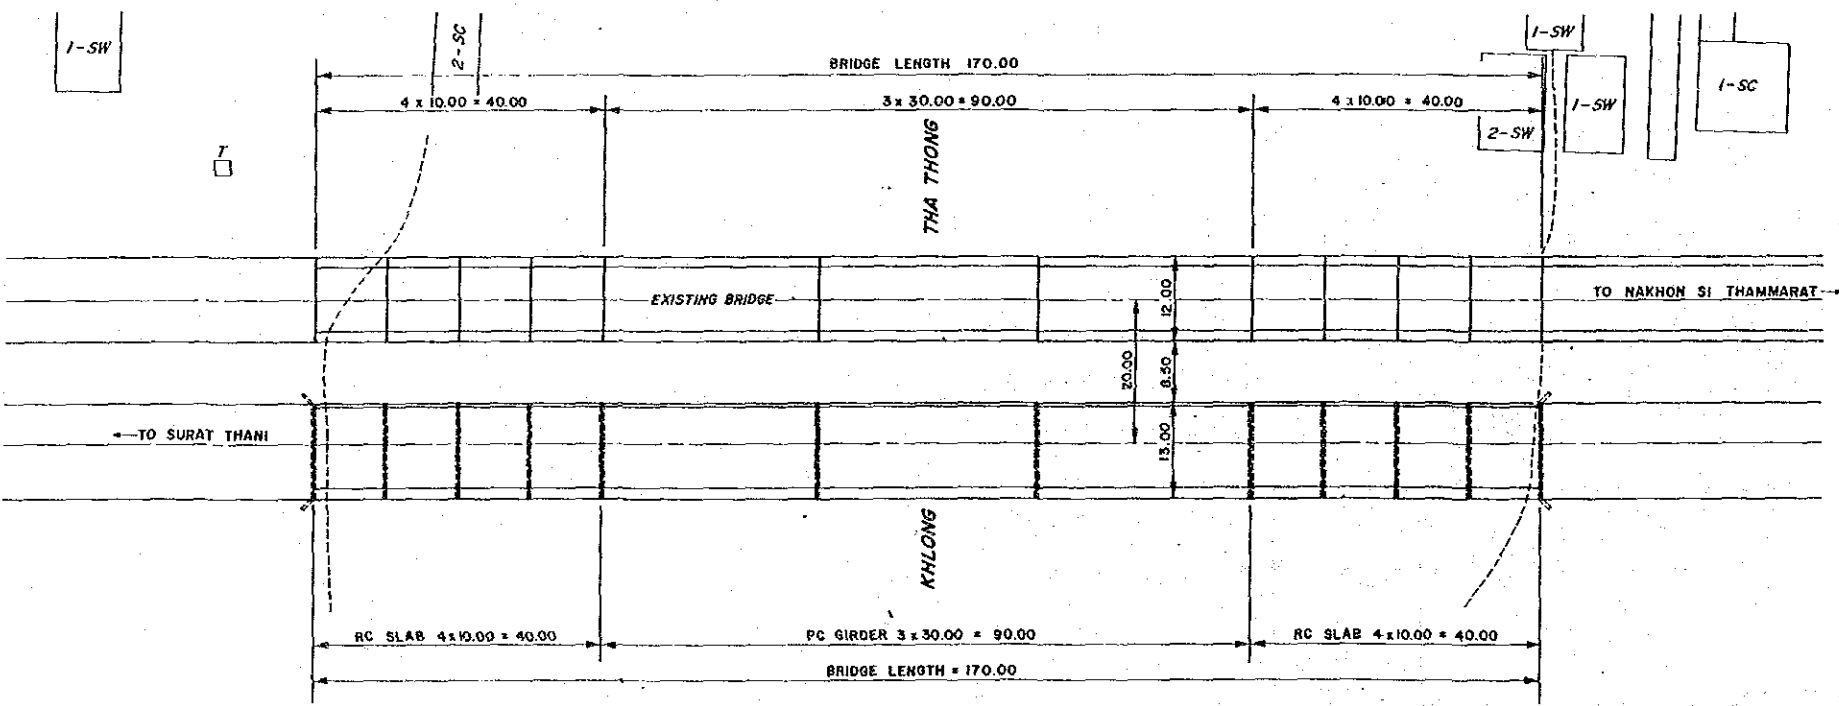 1-SW
2-SC
1-SW
BRIDGE LENGTH 170.00
1-SC
4 x 10.00 = 40.00
3 x 30.00 = 90.00
4 x 10.00 = 40.00
1-SW
2-SW
T
THA THONG
EXISTING BRIDGE
12.00
TO NAKHON SI THAMMARAT
20.00
8.50
TO SURAT THANI
13.00
KHLONG
RC SLAB 4 x 10.00 = 40.00
PC GIRDER 3 x 30.00 = 90.00
RC SLAB 4 x 10.00 = 40.00
BRIDGE LENGTH = 170.00